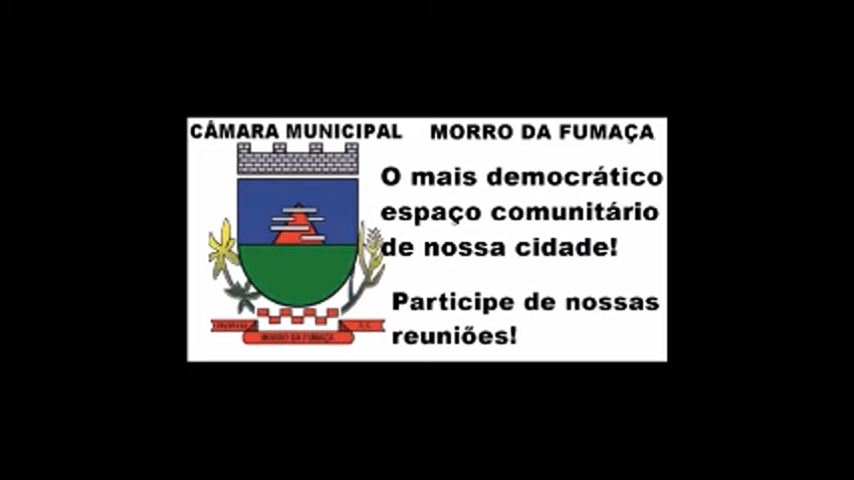 CÂMARA MUNICIPAL MORRO DA FUMAÇA
O mais democrático
espaço comunitário
de nossa cidade!
Participe de nossas
reuniões!
MORRO DA FUMAÇA